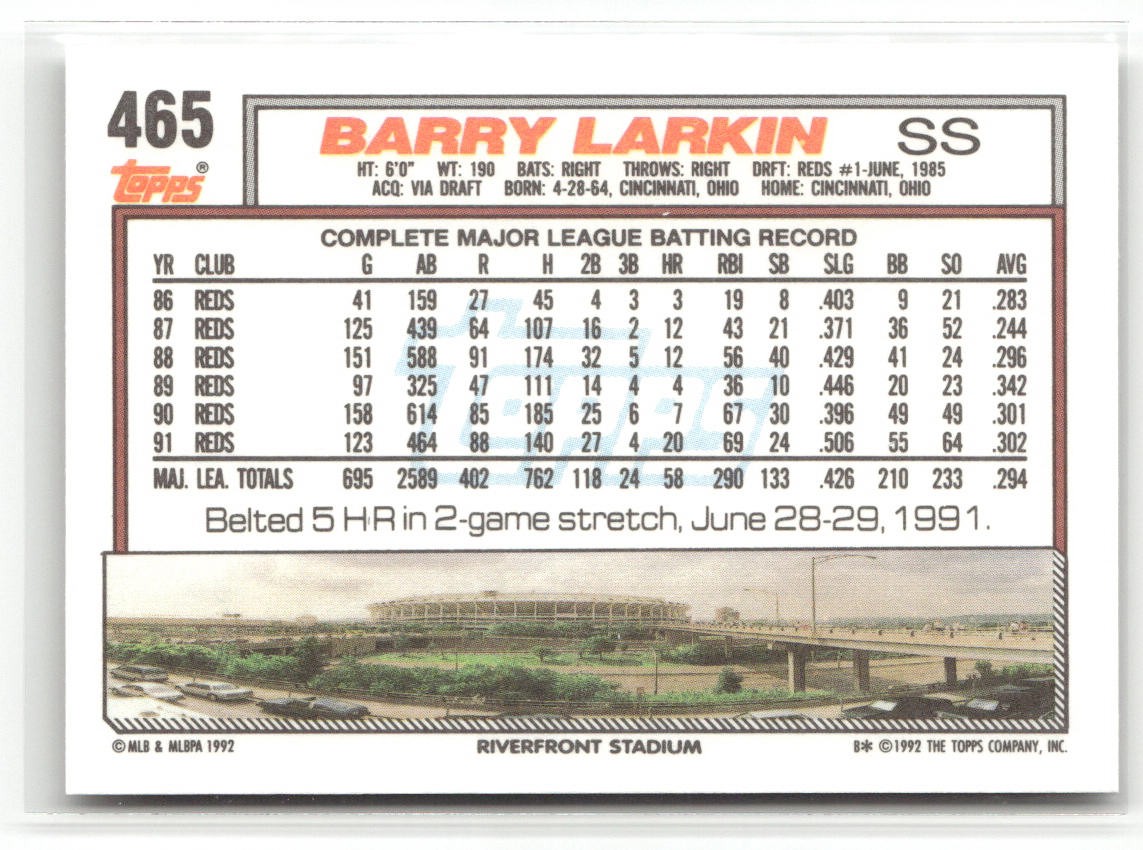 465
Topps®
BARRY LARKIN SS
HT: 6'0" WT: 190 BATS: RIGHT THROWS: RIGHT DRFT: REDS #1-JUNE, 1985
ACQ: VIA DRAFT BORN: 4-28-64, CINCINNATI, OHIO HOME: CINCINNATI, OHIO
COMPLETE MAJOR LEAGUE BATTING RECORD
YR CLUB G AB R H 2B 3B HR RBI SB SLG BB SO AVG
86 REDS 41 159 27 45 4 3 3 19 8 .403 9 21 .283
87 REDS 125 439 64 107 16 2 12 43 21 .371 36 52 .244
88 REDS 151 588 91 174 32 5 12 56 40 .429 41 24 .296
89 REDS 97 325 47 111 14 4 4 36 10 .446 20 23 .342
90 REDS 158 614 85 185 25 6 7 67 30 .396 49 49 .301
91 REDS 123 464 88 140 27 4 20 69 24 .506 55 64 .302
MAJ. LEA. TOTALS 695 2589 402 762 118 24 58 290 133 .426 210 233 .294
Topps
Belted 5 HR in 2-game stretch, June 28-29, 1991.
© MLB & MLBPA 1992
RIVERFRONT STADIUM
B* ©1992 THE TOPPS COMPANY, INC.